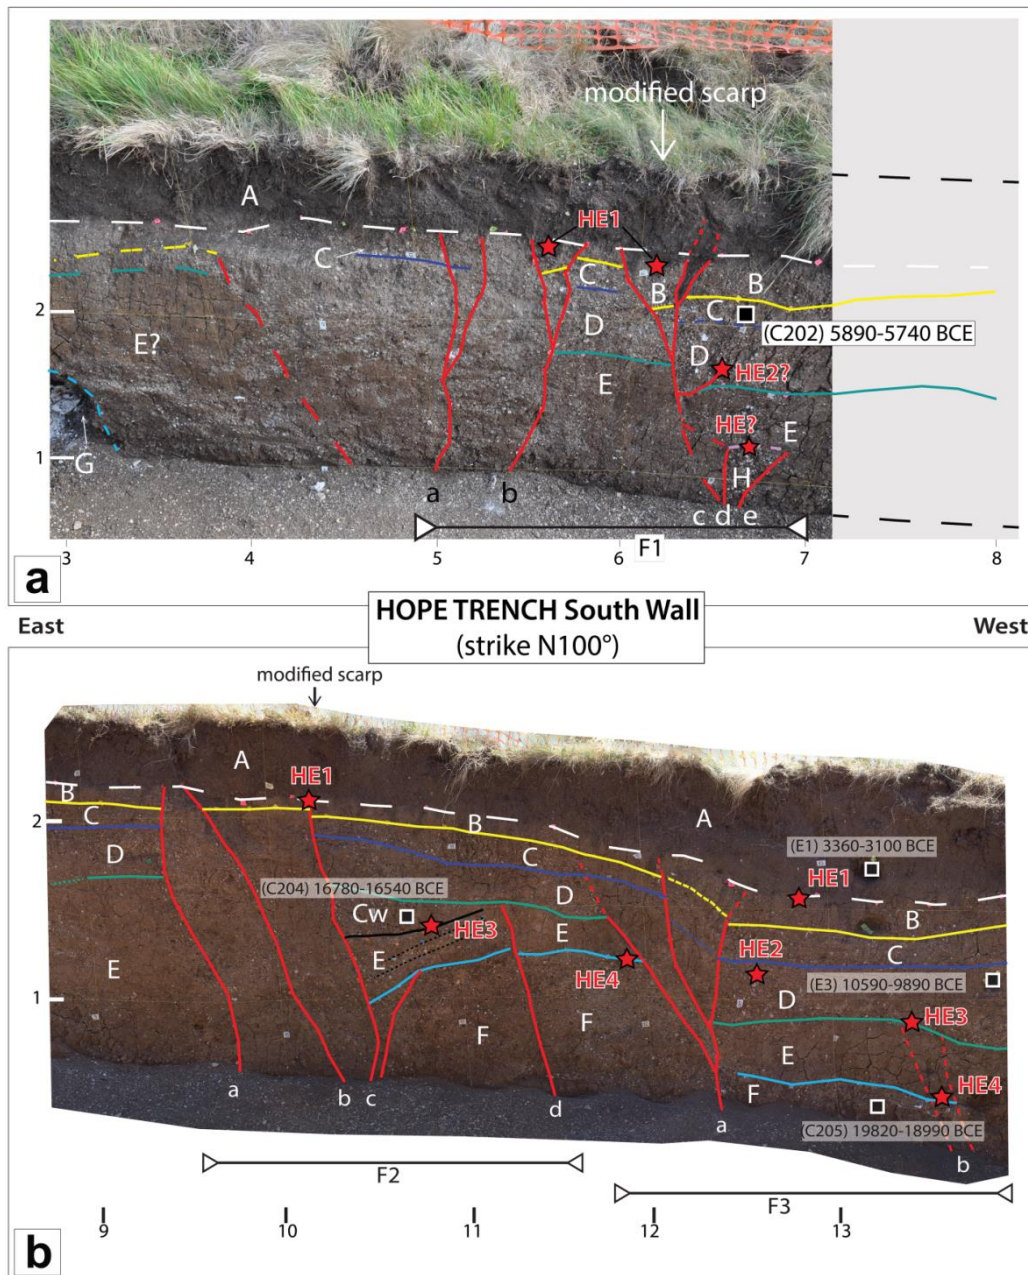 modified scarp
A
HE1
C
C
B
B
C
(C202) 5890-5740 BCE
2
D
D
E?
E
HE2?
HE?
E
1
G
H
a
b
c
d
e
F1
a
3
4
5
6
7
8
HOPE TRENCH South Wall
(strike N100°)
East
West
modified scarp
A
HE1
B
2
C
B
A
C
(E1) 3360-3100 BCE
D
HE1
(C204) 16780-16540 BCE
D
B
Cw
HE3
C
E
HE2
E
E
HE4
(E3) 10590-9890 BCE
D
1
HE3
F
F
E
F
HE4
(C205) 19820-18990 BCE
a
b
c
d
a
b
F2
F3
9
10
11
12
13
b